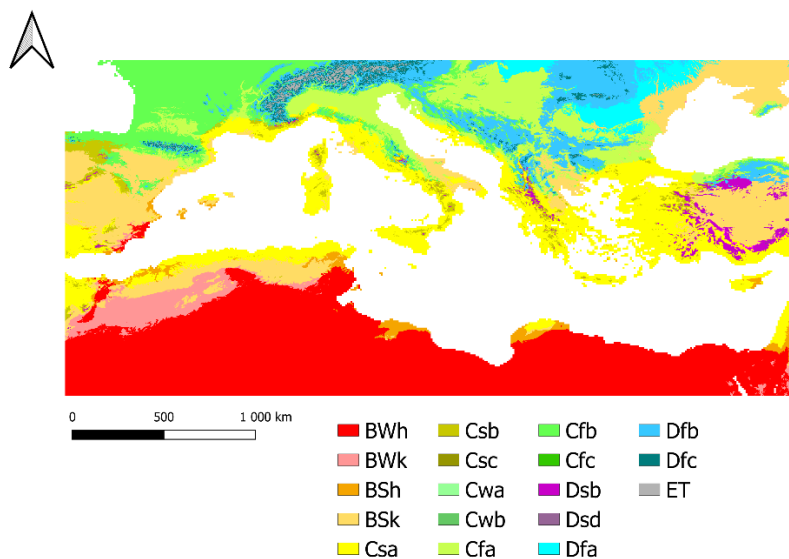 0 500 1 000 km
BWh Csb Cfb Dfb
BWk Csc Cfc Dfc
BSh Cwa Dsb ET
BSk Cwb Dsd
Csa Cfa Dfa